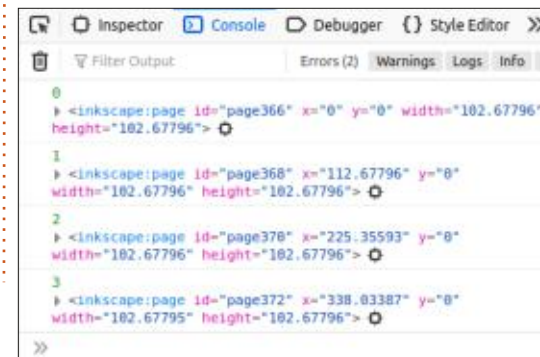 Inspector Console Debugger {} Style Editor »
Filter Output Errors (2) Warnings Logs Info
0
<inkscape:page id="page366" x="0" y="0" width="102.67796"
height="102.67796">
1
<inkscape:page id="page368" x="112.67796" y="0"
width="102.67796" height="102.67796">
2
<inkscape:page id="page370" x="225.35593" y="0"
width="102.67796" height="102.67796">
3
<inkscape:page id="page372" x="338.03387" y="0"
width="102.67795" height="102.67796">
»